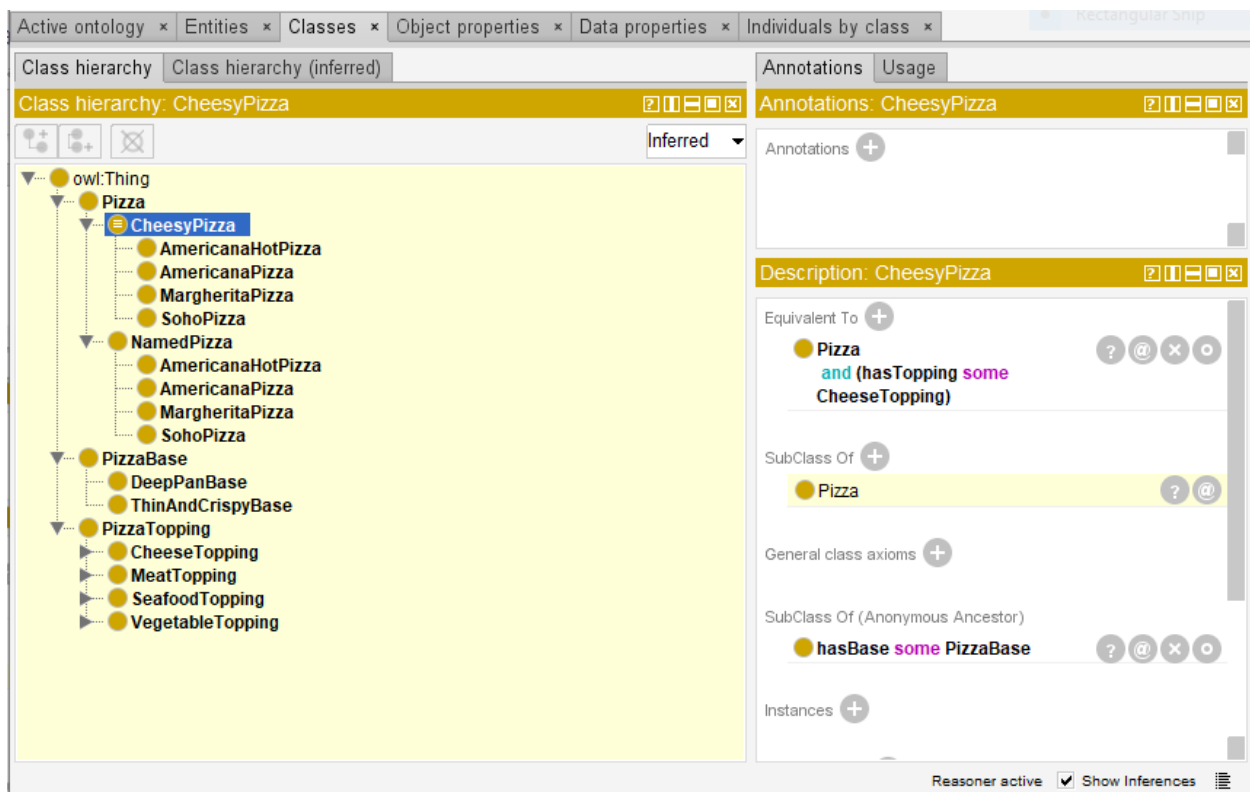 Rectangular Snip
Active ontology × Entities × Classes × Object properties × Data properties × Individuals by class ×
Class hierarchy Class hierarchy (inferred)
Class hierarchy: CheesyPizza
Inferred
owl:Thing
Pizza
CheesyPizza
AmericanaHotPizza
AmericanaPizza
MargheritaPizza
SohoPizza
NamedPizza
AmericanaHotPizza
AmericanaPizza
MargheritaPizza
SohoPizza
PizzaBase
DeepPanBase
ThinAndCrispyBase
PizzaTopping
CheeseTopping
MeatTopping
SeafoodTopping
VegetableTopping
Annotations Usage
Annotations: CheesyPizza
Annotations
Description: CheesyPizza
Equivalent To
Pizza
and (hasTopping some
CheeseTopping)
SubClass Of
Pizza
General class axioms
SubClass Of (Anonymous Ancestor)
hasBase some PizzaBase
Instances
Reasoner active Show Inferences